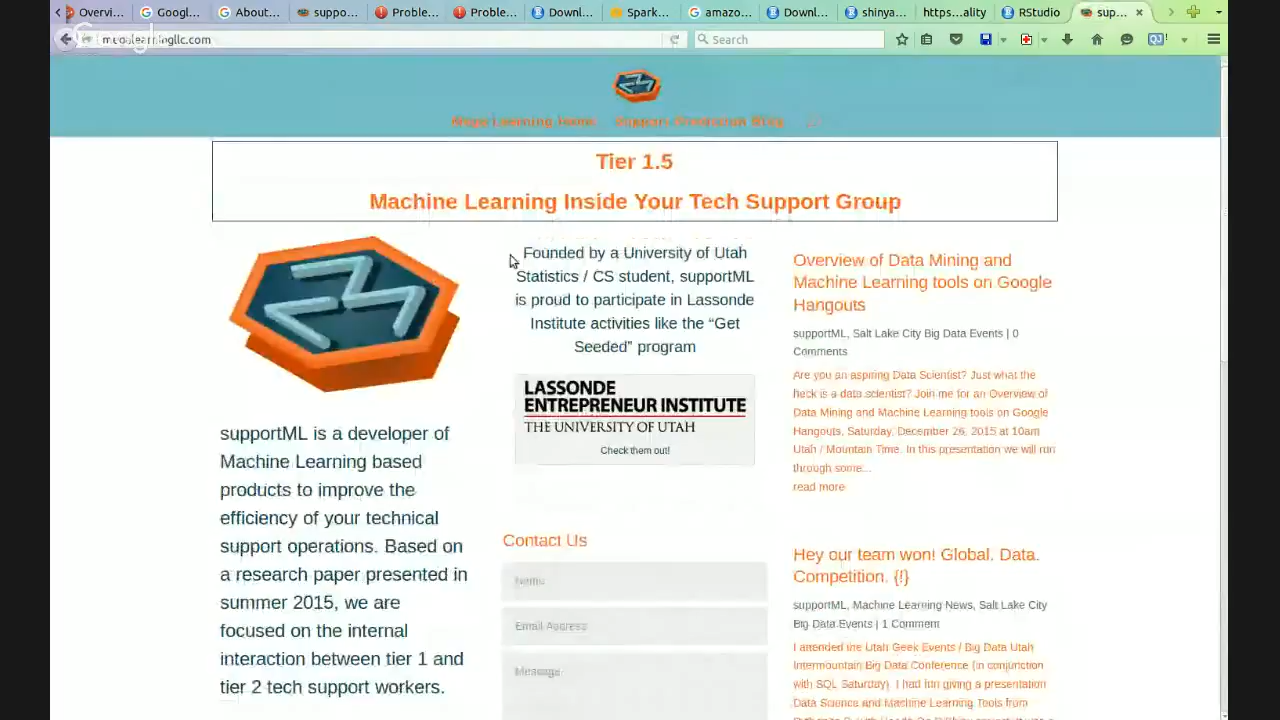 Overvi...
Googl...
About...
suppo...
Proble...
Proble...
Downl...
Spark...
amazo...
Downl...
shinya...
https...ality
RStudio
sup...
Search
Tier 1.5
Machine Learning Inside Your Tech Support Group
supportML is a developer of
Machine Learning based
products to improve the
efficiency of your technical
support operations. Based on
a research paper presented in
summer 2015, we are
focused on the internal
interaction between tier 1 and
tier 2 tech support workers.
Founded by a University of Utah
Statistics / CS student, supportML
is proud to participate in Lassonde
Institute activities like the “Get
Seeded” program
LASSONDE
ENTREPRENEUR INSTITUTE
THE UNIVERSITY OF UTAH
Check them out!
Contact Us
Name
Email Address
Message
Overview of Data Mining and
Machine Learning tools on Google
Hangouts
supportML, Salt Lake City Big Data Events | 0
Comments
Are you an aspiring Data Scientist? Just what the
heck is a data scientist? Join me for an Overview of
Data Mining and Machine Learning tools on Google
Hangouts, Saturday, December 26, 2015 at 10am
Utah / Mountain Time. In this presentation we will run
through some...
read more
Hey our team won! Global. Data.
Competition. {!}
supportML, Machine Learning News, Salt Lake City
Big Data Events | 1 Comment
I attended the Utah Geek Events / Big Data Utah
Intermountain Big Data Conference (in conjunction
with SQL Saturday). I had fun giving a presentation
Data Science and Machine Learning Tools from